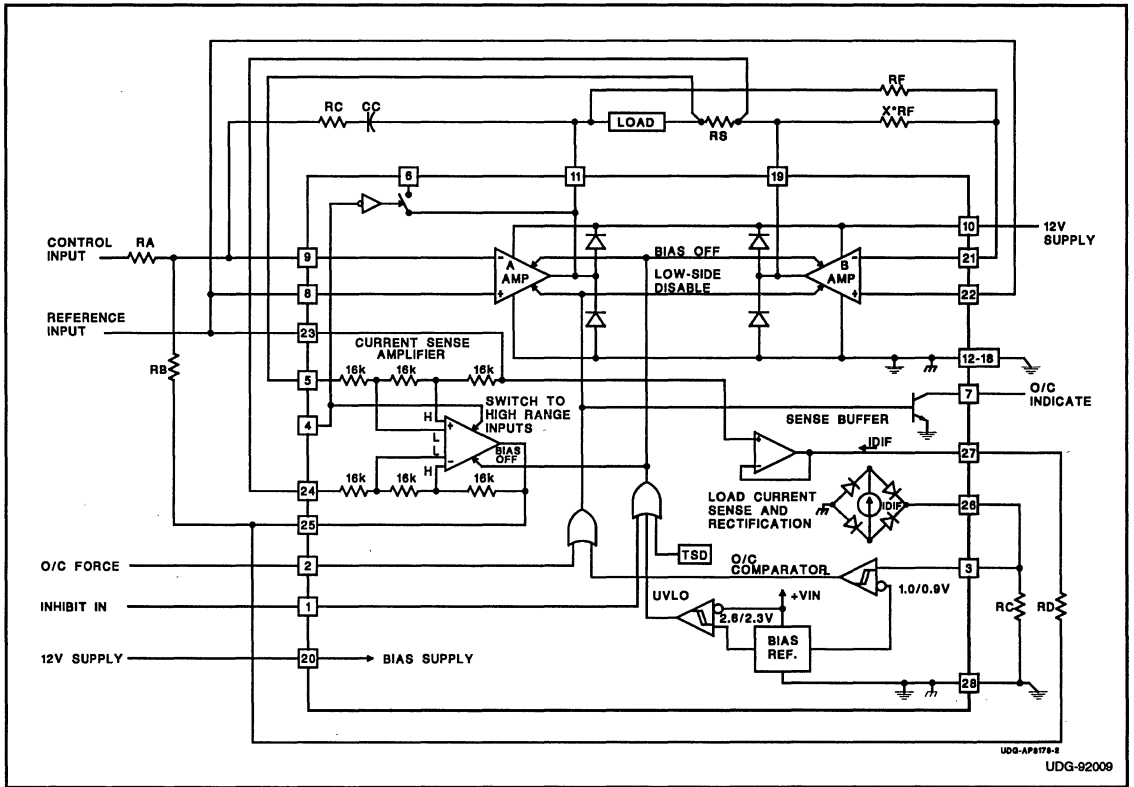 RF
RC CC
X*RF
LOAD
RS
6
11
19
10
12V
SUPPLY
CONTROL
INPUT
RA
9
-
A
AMP
+
BIAS OFF
LOW-SIDE
DISABLE
-
B
AMP
+
21
8
22
REFERENCE
INPUT
23
CURRENT SENSE
AMPLIFIER
12-18
RB
5
16k 16k 16k
7
O/C
INDICATE
SWITCH TO
HIGH RANGE
INPUTS
SENSE BUFFER
4
H
+
L
L
-
H
BIAS
OFF
+
-
IDIF
27
24
16k 16k 16k
LOAD CURRENT
SENSE AND
RECTIFICATION
IDIF
26
25
TSD
O/C FORCE
2
O/C
COMPARATOR
3
INHIBIT IN
1
UVLO
+VIN
1.0/0.9V
2.6/2.3V
RC
RD
12V SUPPLY
20
BIAS SUPPLY
BIAS
REF.
28
UDG-92009